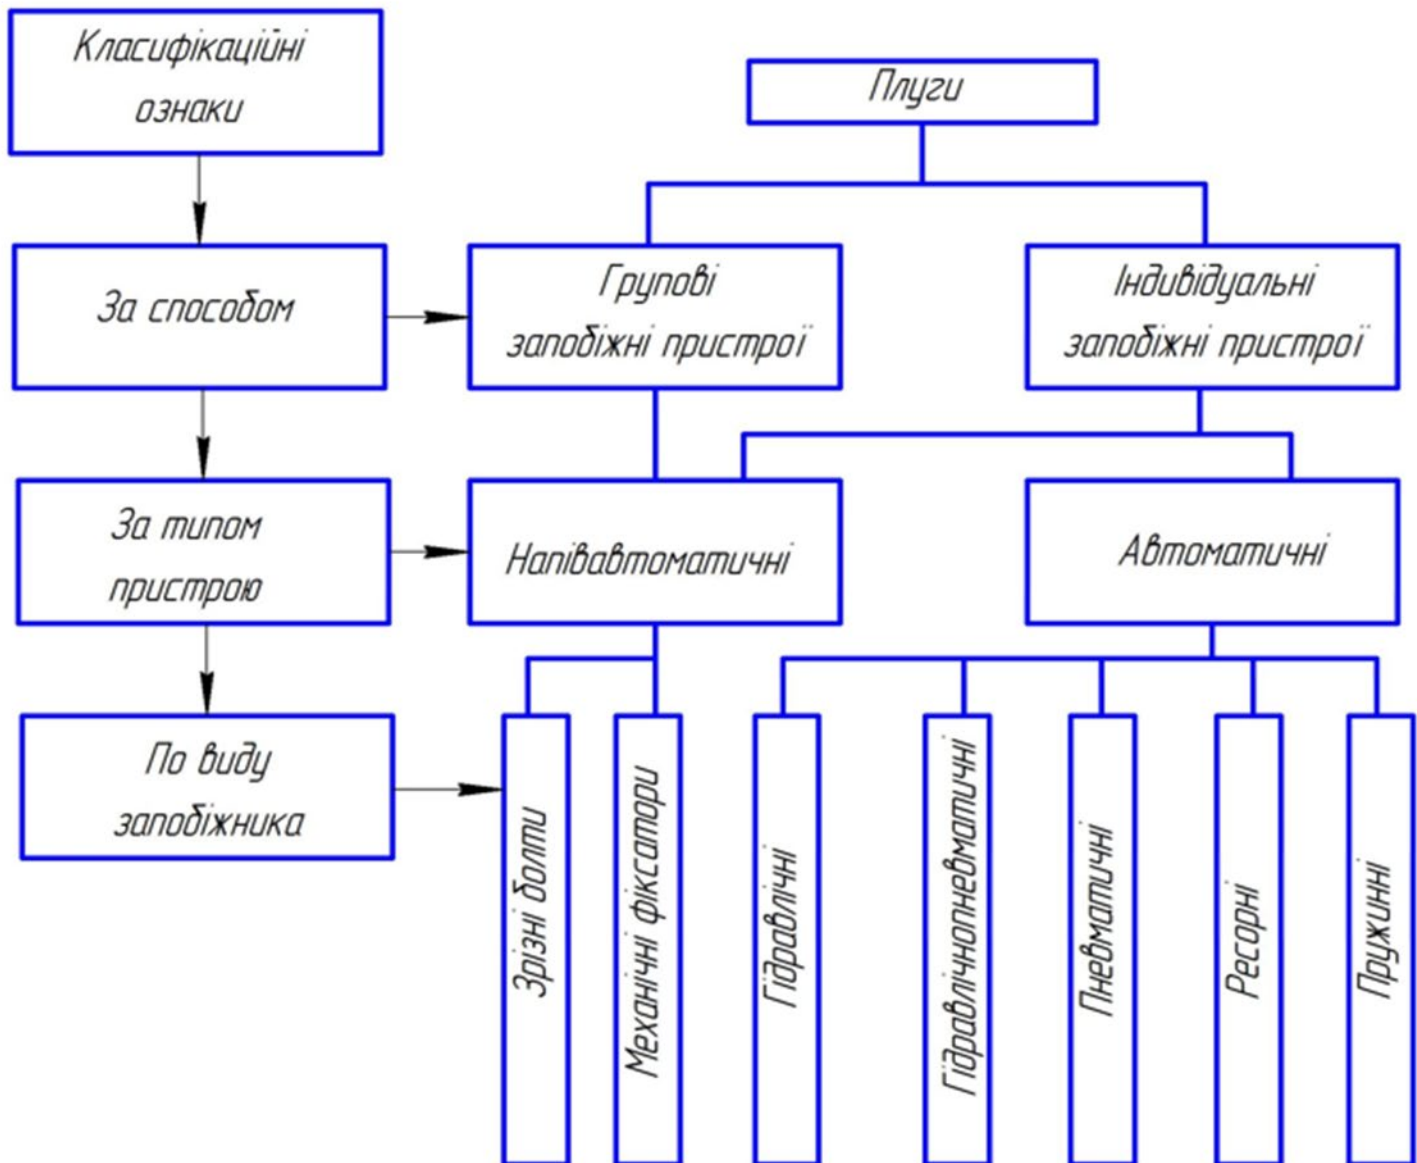 Класифікаційні
ознаки
Плуги
За способом
Групові
запобіжні пристрої
Індивідуальні
запобіжні пристрої
За типом
пристрою
Напівавтоматичні
Автоматичні
По виду
запобіжника
Зрізні болти
Механічні фіксатори
Гідравлічні
Гідравлічнопневматичні
Пневматичні
Ресорні
Пружинні